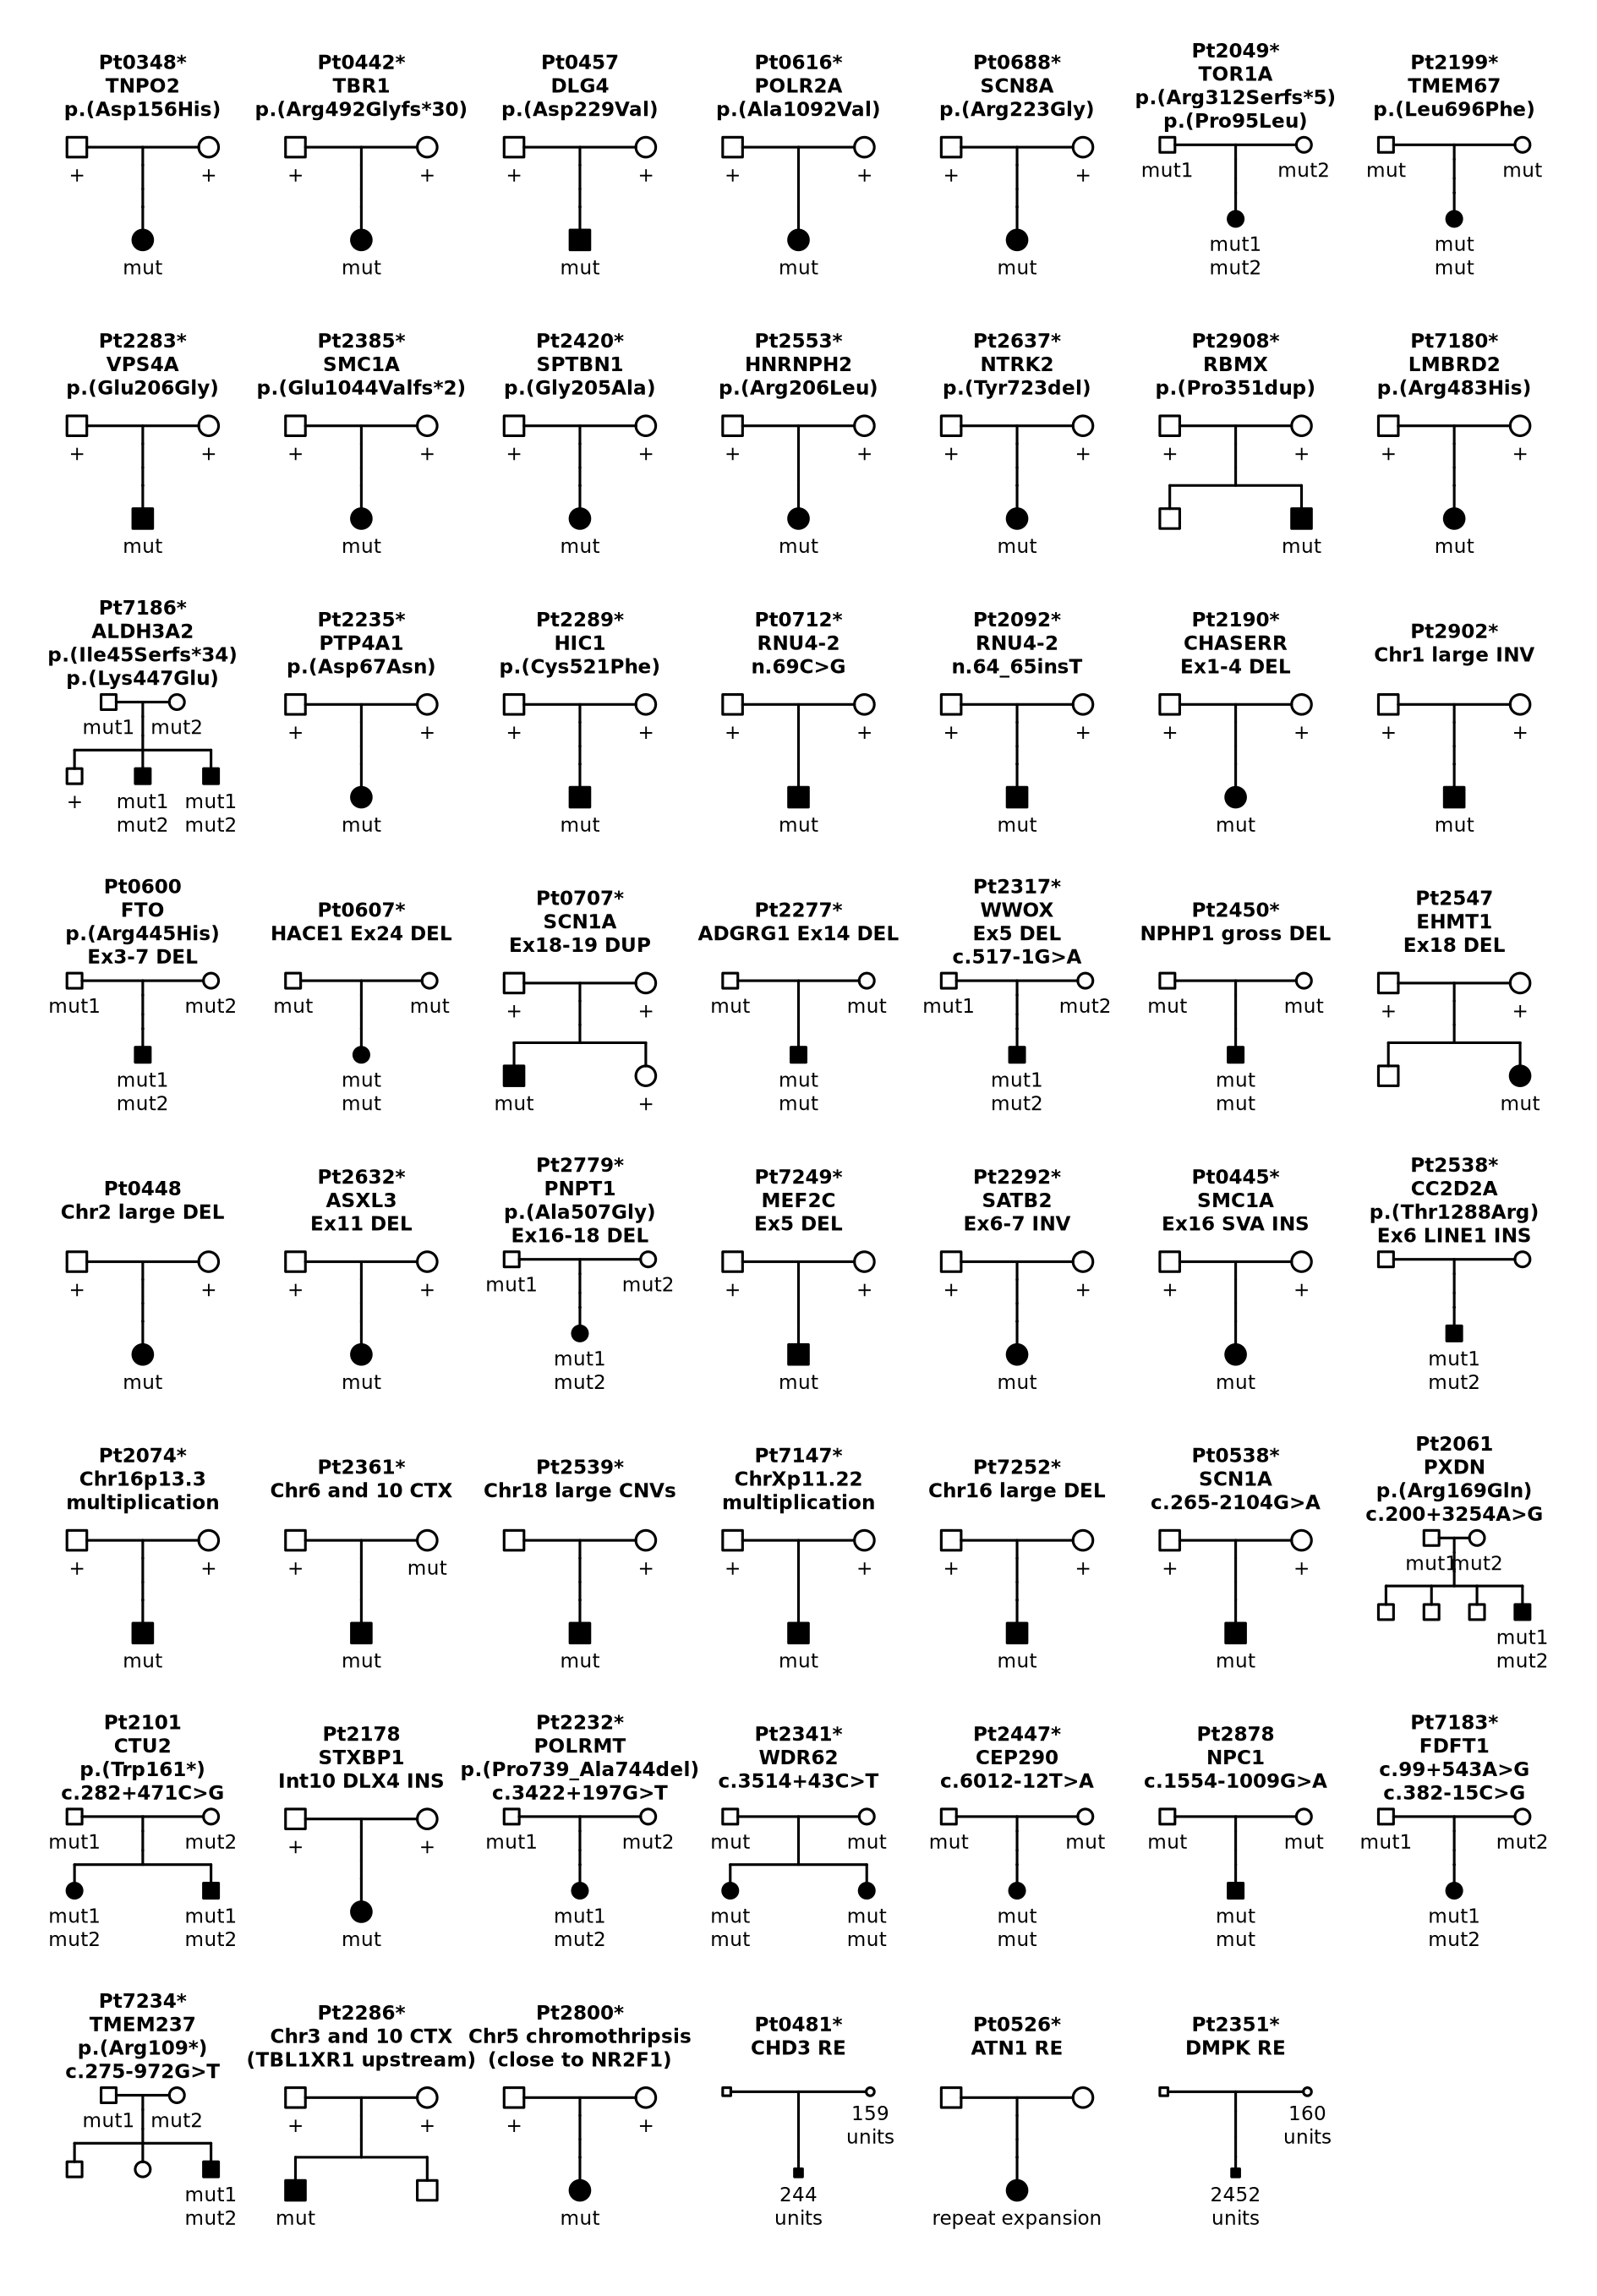 Pt0348*
TNPO2
p.(Asp156His)
+ +
mut
Pt0442*
TBR1
p.(Arg492Glyfs*30)
+ +
mut
Pt0457
DLG4
p.(Asp229Val)
+ +
mut
Pt0616*
POLR2A
p.(Ala1092Val)
+ +
mut
Pt0688*
SCN8A
p.(Arg223Gly)
+ +
mut
Pt2049*
TOR1A
p.(Arg312Serfs*5)
p.(Pro95Leu)
mut1 mut2
mut1
mut2
Pt2199*
TMEM67
p.(Leu696Phe)
mut mut
mut
mut
Pt2283*
VPS4A
p.(Glu206Gly)
+ +
mut
Pt2385*
SMC1A
p.(Glu1044Valfs*2)
+ +
mut
Pt2420*
SPTBN1
p.(Gly205Ala)
+ +
mut
Pt2553*
HNRNPH2
p.(Arg206Leu)
+ +
mut
Pt2637*
NTRK2
p.(Tyr723del)
+ +
mut
Pt2908*
RBMX
p.(Pro351dup)
+ +
mut
Pt7180*
LMBRD2
p.(Arg483His)
+ +
mut
Pt7186*
ALDH3A2
p.(Ile45Serfs*34)
p.(Lys447Glu)
mut1 mut2
+ mut1 mut1
mut2 mut2
Pt2235*
PTP4A1
p.(Asp67Asn)
+ +
mut
Pt2289*
HIC1
p.(Cys521Phe)
+ +
mut
Pt0712*
RNU4-2
n.69C>G
+ +
mut
Pt2092*
RNU4-2
n.64_65insT
+ +
mut
Pt2190*
CHASERR
Ex1-4 DEL
+ +
mut
Pt2902*
Chr1 large INV
+ +
mut
Pt0600
FTO
p.(Arg445His)
Ex3-7 DEL
mut1 mut2
mut1
mut2
Pt0607*
HACE1 Ex24 DEL
mut mut
mut
mut
Pt0707*
SCN1A
Ex18-19 DUP
+ +
mut +
Pt2277*
ADGRG1 Ex14 DEL
mut mut
mut
mut
Pt2317*
WWOX
Ex5 DEL
c.517-1G>A
mut1 mut2
mut1
mut2
Pt2450*
NPHP1 gross DEL
mut mut
mut
mut
Pt2547
EHMT1
Ex18 DEL
+ +
mut
Pt0448
Chr2 large DEL
+ +
mut
Pt2632*
ASXL3
Ex11 DEL
+ +
mut
Pt2779*
PNPT1
p.(Ala507Gly)
Ex16-18 DEL
mut1 mut2
mut1
mut2
Pt7249*
MEF2C
Ex5 DEL
+ +
mut
Pt2292*
SATB2
Ex6-7 INV
+ +
mut
Pt0445*
SMC1A
Ex16 SVA INS
+ +
mut
Pt2538*
CC2D2A
p.(Thr1288Arg)
Ex6 LINE1 INS
mut1
mut2
Pt2074*
Chr16p13.3
multiplication
+ +
mut
Pt2361*
Chr6 and 10 CTX
+ mut
mut
Pt2539*
Chr18 large CNVs
+
mut
Pt7147*
ChrXp11.22
multiplication
+ +
mut
Pt7252*
Chr16 large DEL
+ +
mut
Pt0538*
SCN1A
c.265-2104G>A
+ +
mut
Pt2061
PXDN
p.(Arg169Gln)
c.200+3254A>G
mut1 mut2
mut1
mut2
Pt2101
CTU2
p.(Trp161*)
c.282+471C>G
mut1 mut2
mut1 mut1
mut2 mut2
Pt2178
STXBP1
Int10 DLX4 INS
+ +
mut
Pt2232*
POLRMT
p.(Pro739_Ala744del)
c.3422+197G>T
mut1 mut2
mut1
mut2
Pt2341*
WDR62
c.3514+43C>T
mut mut
mut mut
mut mut
Pt2447*
CEP290
c.6012-12T>A
mut mut
mut
mut
Pt2878
NPC1
c.1554-1009G>A
mut mut
mut
mut
Pt7183*
FDFT1
c.99+543A>G
c.382-15C>G
mut1 mut2
mut1
mut2
Pt7234*
TMEM237
p.(Arg109*)
c.275-972G>T
mut1 mut2
mut1
mut2
Pt2286*
Chr3 and 10 CTX
(TBL1XR1 upstream)
+ +
mut
Pt2800*
Chr5 chromothripsis
(close to NR2F1)
+ +
mut
Pt0481*
CHD3 RE
159
units
244
units
Pt0526*
ATN1 RE
repeat expansion
Pt2351*
DMPK RE
160
units
2452
units